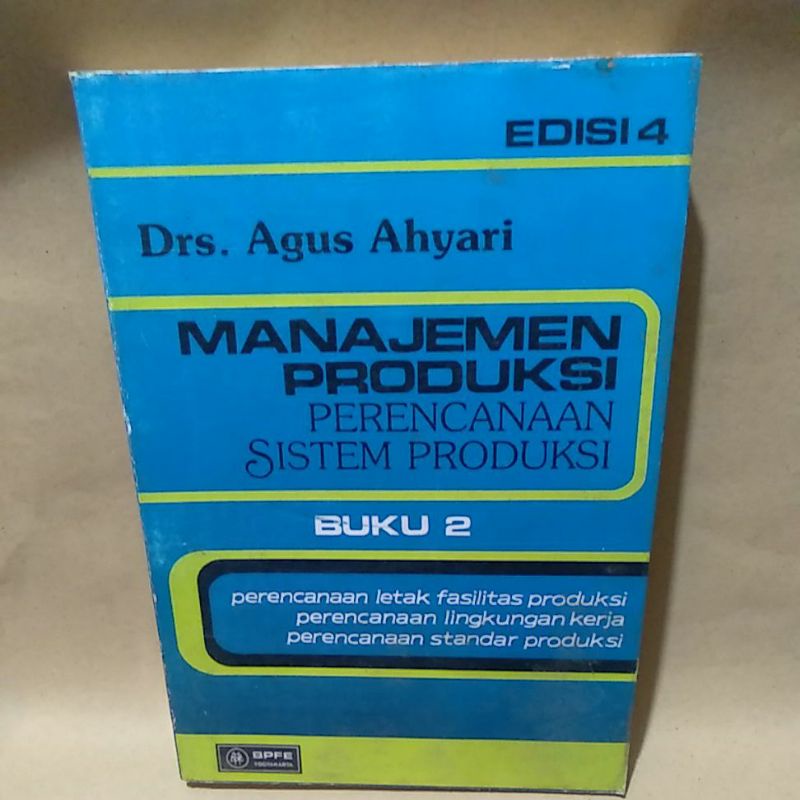 EDISI 4
Drs. Agus Ahyari
MANAJEMEN
PRODUKSI
PERENCANAAN
SISTEM PRODUKSI
BUKU 2
perencanaan letak fasilitas produksi
perencanaan lingkungan kerja
perencanaan standar produksi
BPFE
YOGYAKARTA